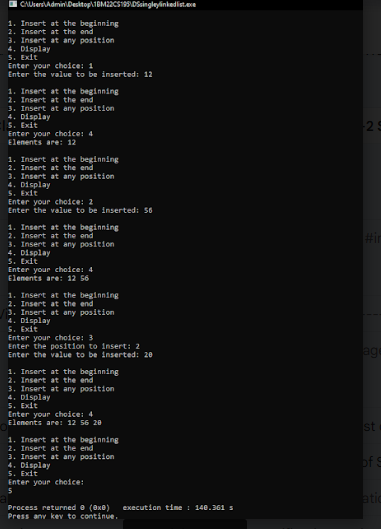 C:\Users\Admin\Desktop\1BM22CS195\DSsingleylinkedlist.exe
1. Insert at the beginning
2. Insert at the end
3. Insert at any position
4. Display
5. Exit
Enter your choice: 1
Enter the value to be inserted: 12
1. Insert at the beginning
2. Insert at the end
3. Insert at any position
4. Display
5. Exit
Enter your choice: 4
Elements are: 12
1. Insert at the beginning
2. Insert at the end
3. Insert at any position
4. Display
5. Exit
Enter your choice: 2
Enter the value to be inserted: 56
1. Insert at the beginning
2. Insert at the end
3. Insert at any position
4. Display
5. Exit
Enter your choice: 4
Elements are: 12 56
1. Insert at the beginning
2. Insert at the end
3. Insert at any position
4. Display
5. Exit
Enter your choice: 3
Enter the position to insert: 2
Enter the value to be inserted: 20
1. Insert at the beginning
2. Insert at the end
3. Insert at any position
4. Display
5. Exit
Enter your choice: 4
Elements are: 12 56 20
1. Insert at the beginning
2. Insert at the end
3. Insert at any position
4. Display
5. Exit
Enter your choice:
5
Process returned 0 (0x0)   execution time : 140.361 s
Press any key to continue.